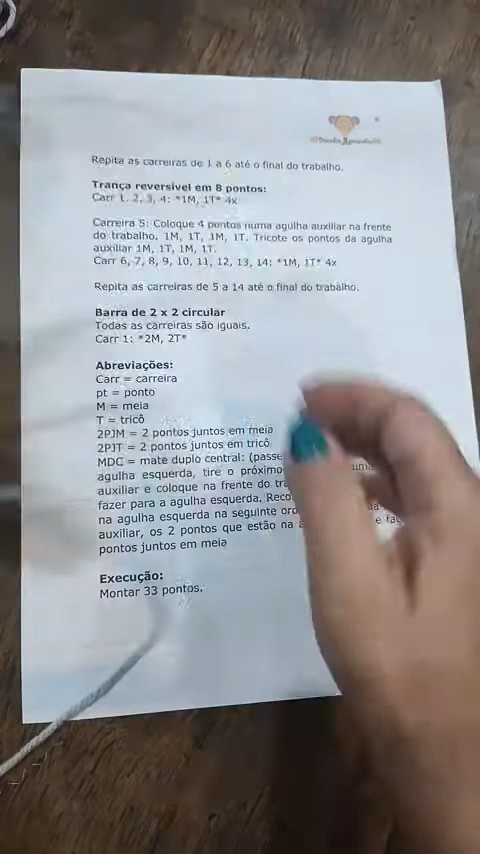 Repita as carreiras de 1 a 6 até o final do trabalho.
Trança reversível em 8 pontos:
Carr 1, 2, 3, 4: *1M, 1T* 4x
Carreira 5: Coloque 4 pontos numa agulha auxiliar na frente
do trabalho. 1M, 1T, 1M, 1T. Tricote os pontos da agulha
auxiliar 1M, 1T, 1M, 1T.
Carr 6, 7, 8, 9, 10, 11, 12, 13, 14: *1M, 1T* 4x
Repita as carreiras de 5 a 14 até o final do trabalho.
Barra de 2 x 2 circular
Todas as carreiras são iguais.
Carr 1: *2M, 2T*
Abreviações:
Carr = carreira
pt = ponto
M = meia
T = tricô
2PJM = 2 pontos juntos em meia
2PJT = 2 pontos juntos em tricô
MDC = mate duplo central: (passe
agulha esquerda, tire o próximo
auxiliar e coloque na frente do
fazer para a agulha esquerda.
na agulha esquerda na seguinte
auxiliar, os 2 pontos que estão na
pontos juntos em meia
Execução:
Montar 33 pontos.